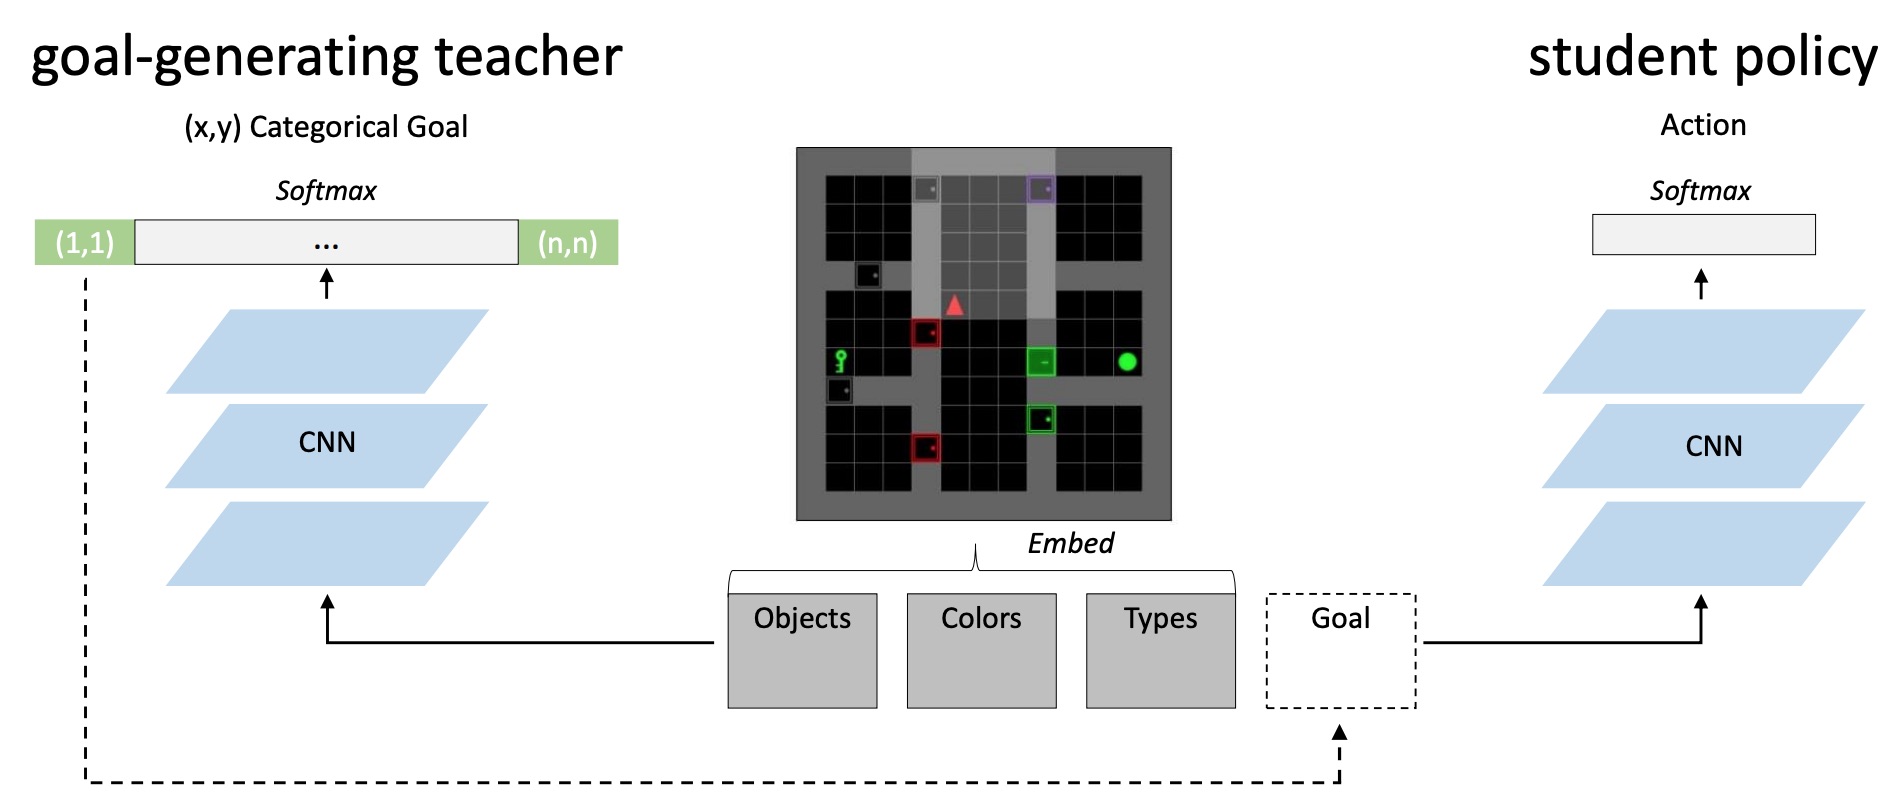 goal-generating teacher
(x,y) Categorical Goal
Softmax
(1,1)
...
(n,n)
CNN
Embed
Objects
Colors
Types
Goal
student policy
Action
Softmax
CNN